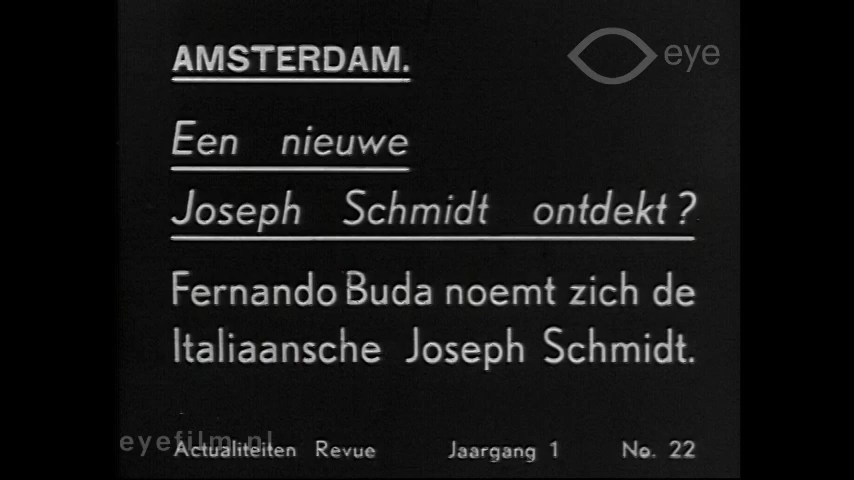 AMSTERDAM.
eye
Een nieuwe
Joseph Schmidt ontdekt?
Fernando Buda noemt zich de
Italiaansche Joseph Schmidt.
eyefilm.nl
Actualiteiten Revue Jaargang 1 No. 22